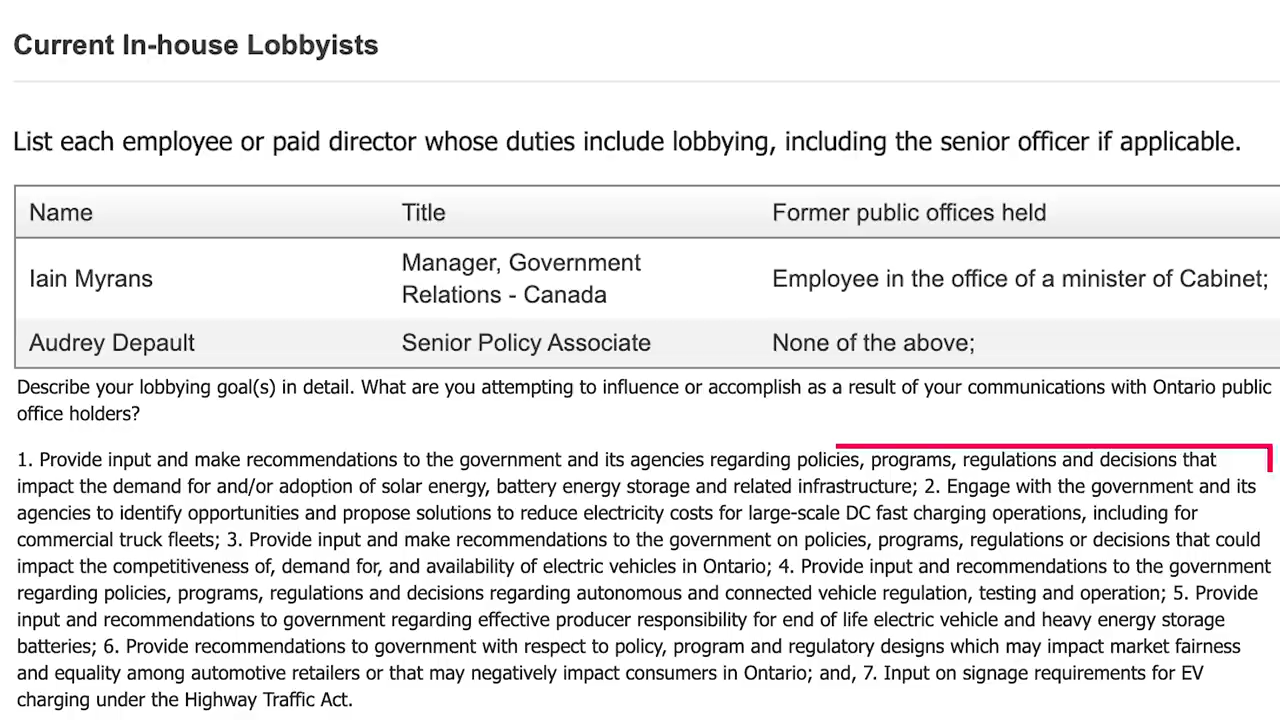 Current In-house Lobbyists
List each employee or paid director whose duties include lobbying, including the senior officer if applicable.
Name Title Former public offices held
Iain Myrans Manager, Government Relations - Canada Employee in the office of a minister of Cabinet;
Audrey Depault Senior Policy Associate None of the above;
Describe your lobbying goal(s) in detail. What are you attempting to influence or accomplish as a result of your communications with Ontario public
office holders?
1. Provide input and make recommendations to the government and its agencies regarding policies, programs, regulations and decisions that
impact the demand for and/or adoption of solar energy, battery energy storage and related infrastructure; 2. Engage with the government and its
agencies to identify opportunities and propose solutions to reduce electricity costs for large-scale DC fast charging operations, including for
commercial truck fleets; 3. Provide input and make recommendations to the government on policies, programs, regulations or decisions that could
impact the competitiveness of, demand for, and availability of electric vehicles in Ontario; 4. Provide input and recommendations to the government
regarding policies, programs, regulations and decisions regarding autonomous and connected vehicle regulation, testing and operation; 5. Provide
input and recommendations to government regarding effective producer responsibility for end of life electric vehicle and heavy energy storage
batteries; 6. Provide recommendations to government with respect to policy, program and regulatory designs which may impact market fairness
and equality among automotive retailers or that may negatively impact consumers in Ontario; and, 7. Input on signage requirements for EV
charging under the Highway Traffic Act.